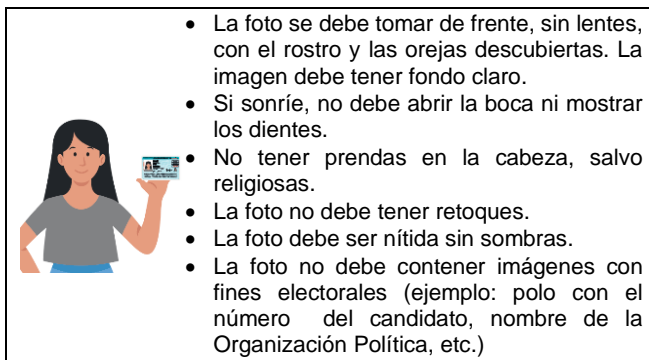 • La foto se debe tomar de frente, sin lentes,
con el rostro y las orejas descubiertas. La
imagen debe tener fondo claro.
• Si sonríe, no debe abrir la boca ni mostrar
los dientes.
• No tener prendas en la cabeza, salvo
religiosas.
• La foto no debe tener retoques.
• La foto debe ser nítida sin sombras.
• La foto no debe contener imágenes con
fines electorales (ejemplo: polo con el
número del candidato, nombre de la
Organización Política, etc.)